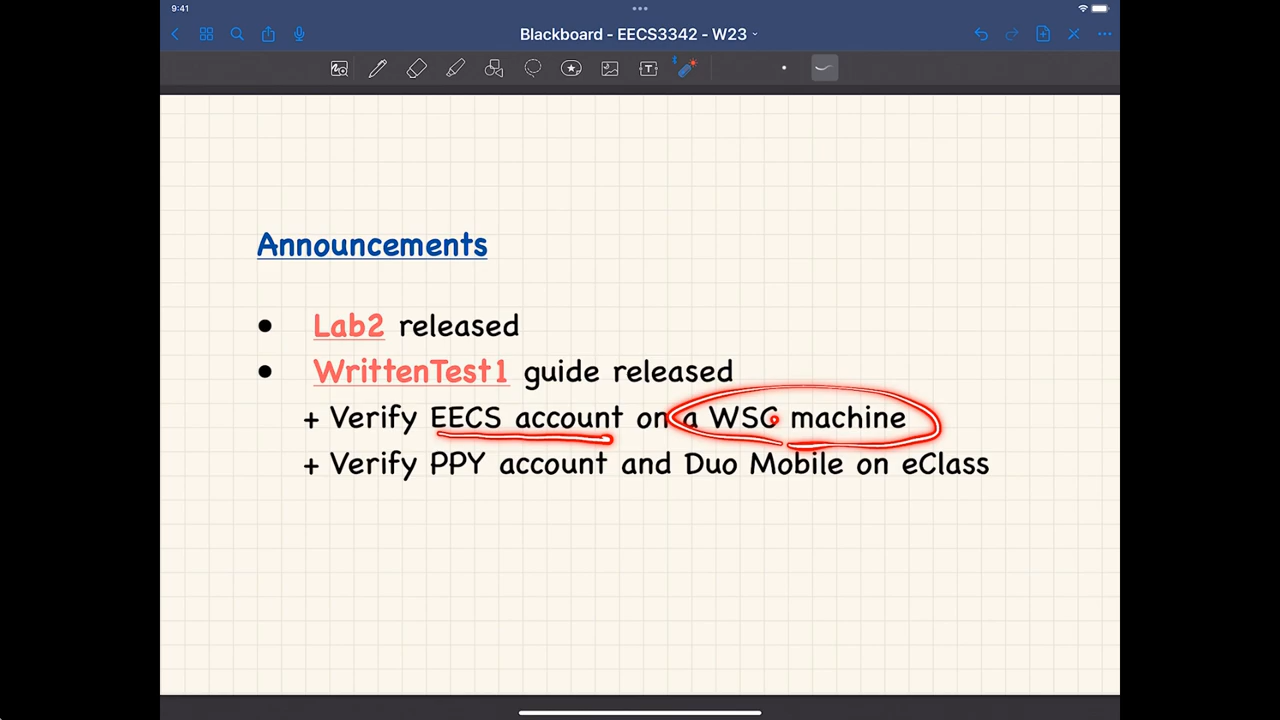 9:41
Blackboard - EECS3342 - W23
Announcements
● Lab2 released
● WrittenTest1 guide released
+ Verify EECS account on a WSC machine
+ Verify PPY account and Duo Mobile on eClass